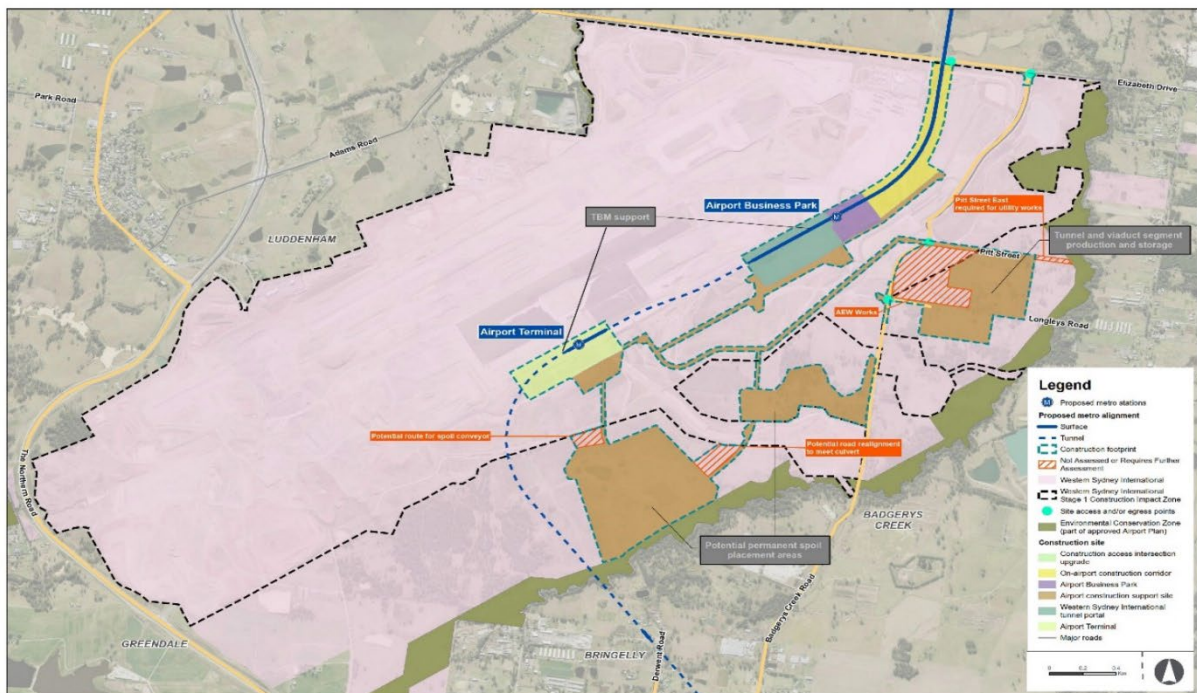 Elizabeth Drive
Park Road
Adams Road
Pitt Street East
required for utility works
Airport Business Park
M
TBM support
Tunnel and viaduct segment
production and storage
LUDDENHAM
Pitt Street
AEW Works
Longleys Road
Airport Terminal
M
Legend
M Proposed metro stations
Proposed metro alignment
Surface
Tunnel
Construction footprint
Not Assessed or Requires Further
Assessment
Western Sydney International
Western Sydney International
Stage 1 Construction Impact Zone
Site access and/or egress points
Environmental Conservation Zone
(part of approved Airport Plan)
Construction site
Construction access intersection
upgrade
On-airport construction corridor
Airport Business Park
Airport construction support site
Western Sydney International
tunnel portal
Airport Terminal
Major roads
0 0.2 0.4
Km
Potential route for spoil conveyor
Potential road realignment
to meet culvert
The Northern Road
BADGERYS
CREEK
Potential permanent spoil
placement areas
Badgerys Creek Road
GREENDALE
BRINGELLY
Derwent Road